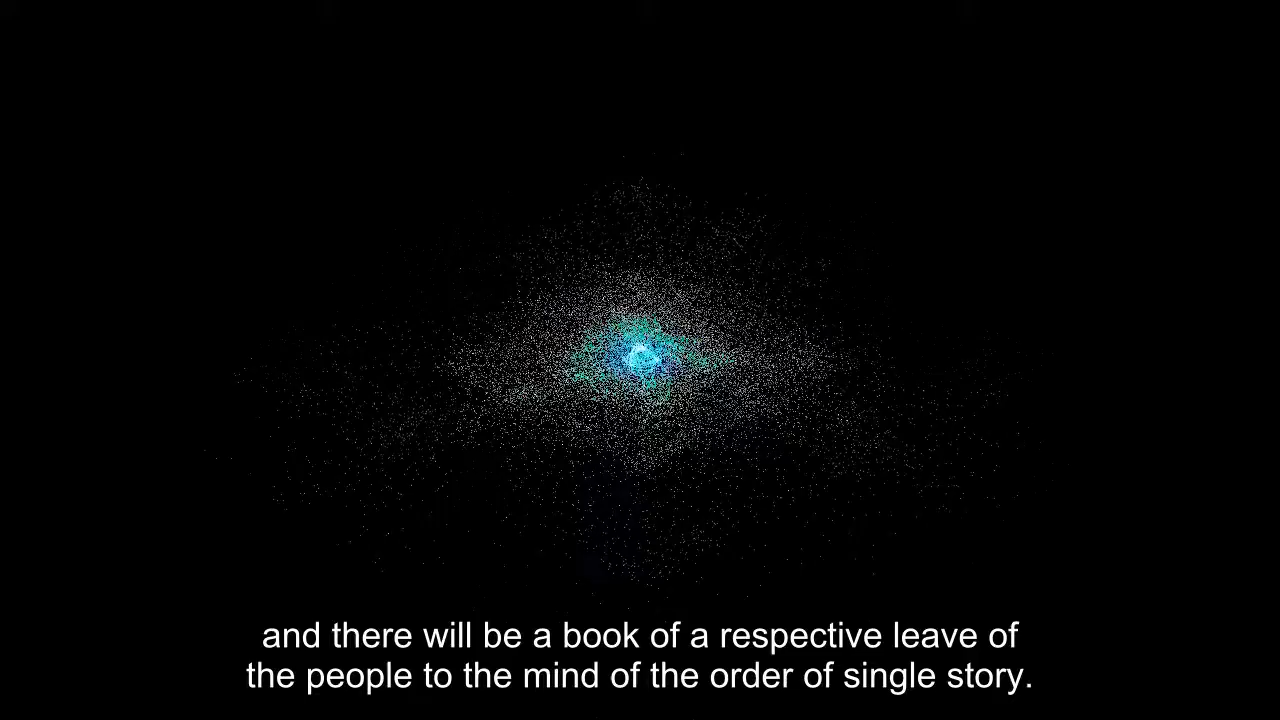 and there will be a book of a respective leave of
the people to the mind of the order of single story.